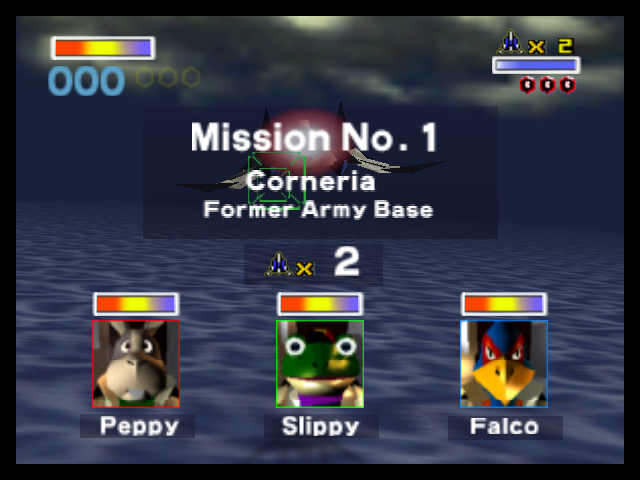 x 2
000
Mission No. 1
Corneria
Former Army Base
x 2
Peppy
Slippy
Falco